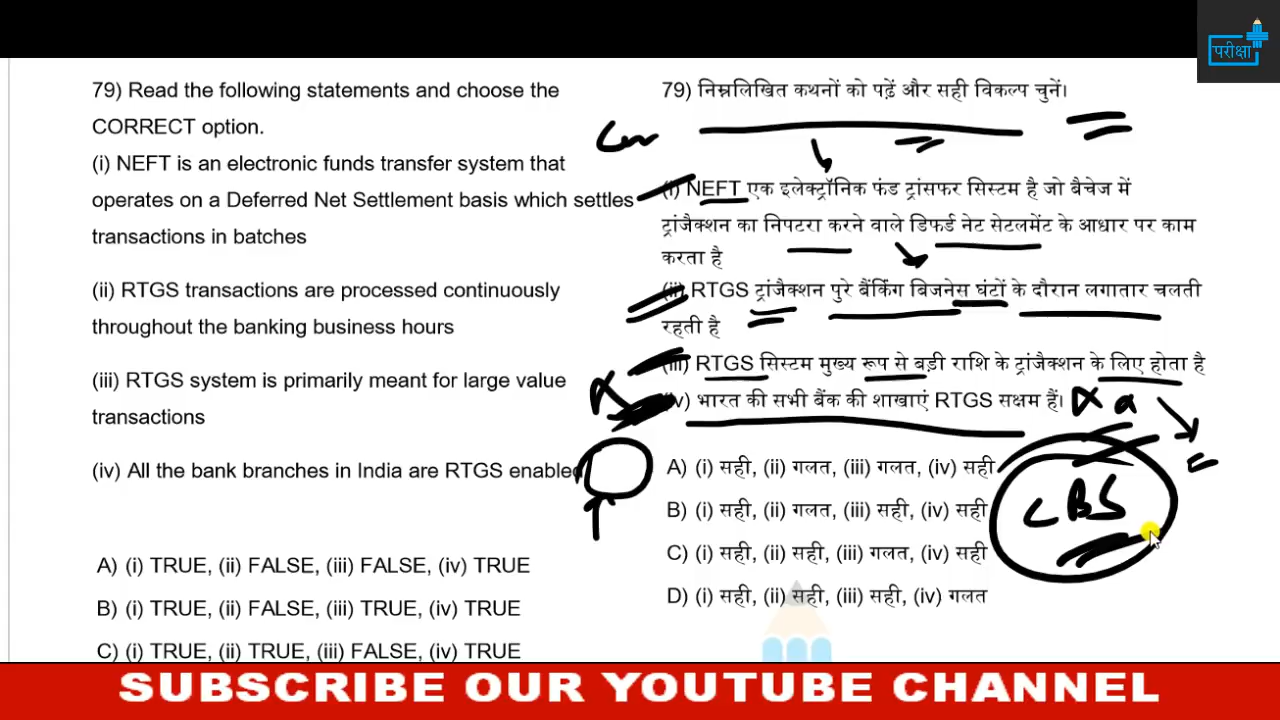 परीक्षा
79) Read the following statements and choose the
CORRECT option.
(i) NEFT is an electronic funds transfer system that
operates on a Deferred Net Settlement basis which settles
transactions in batches
(ii) RTGS transactions are processed continuously
throughout the banking business hours
(iii) RTGS system is primarily meant for large value
transactions
(iv) All the bank branches in India are RTGS enabled
A) (i) TRUE, (ii) FALSE, (iii) FALSE, (iv) TRUE
B) (i) TRUE, (ii) FALSE, (iii) TRUE, (iv) TRUE
C) (i) TRUE, (ii) TRUE, (iii) FALSE, (iv) TRUE
79) निम्नलिखित कथनों को पढ़ें और सही विकल्प चुनें।
(i) NEFT एक इलेक्ट्रॉनिक फंड ट्रांसफर सिस्टम है जो बैचेज में
ट्रांजैक्शन का निपटरा करने वाले डिफर्ड नेट सेटलमेंट के आधार पर काम
करता है
(ii) RTGS ट्रांजैक्शन पुरे बैंकिंग बिजनेस घंटों के दौरान लगातार चलती
रहती है
(iii) RTGS सिस्टम मुख्य रूप से बड़ी राशि के ट्रांजैक्शन के लिए होता है
(iv) भारत की सभी बैंक की शाखाएं RTGS सक्षम हैं।
A) (i) सही, (ii) गलत, (iii) गलत, (iv) सही
B) (i) सही, (ii) गलत, (iii) सही, (iv) सही
C) (i) सही, (ii) सही, (iii) गलत, (iv) सही
D) (i) सही, (ii) सही, (iii) सही, (iv) गलत
CBS
SUBSCRIBE OUR YOUTUBE CHANNEL